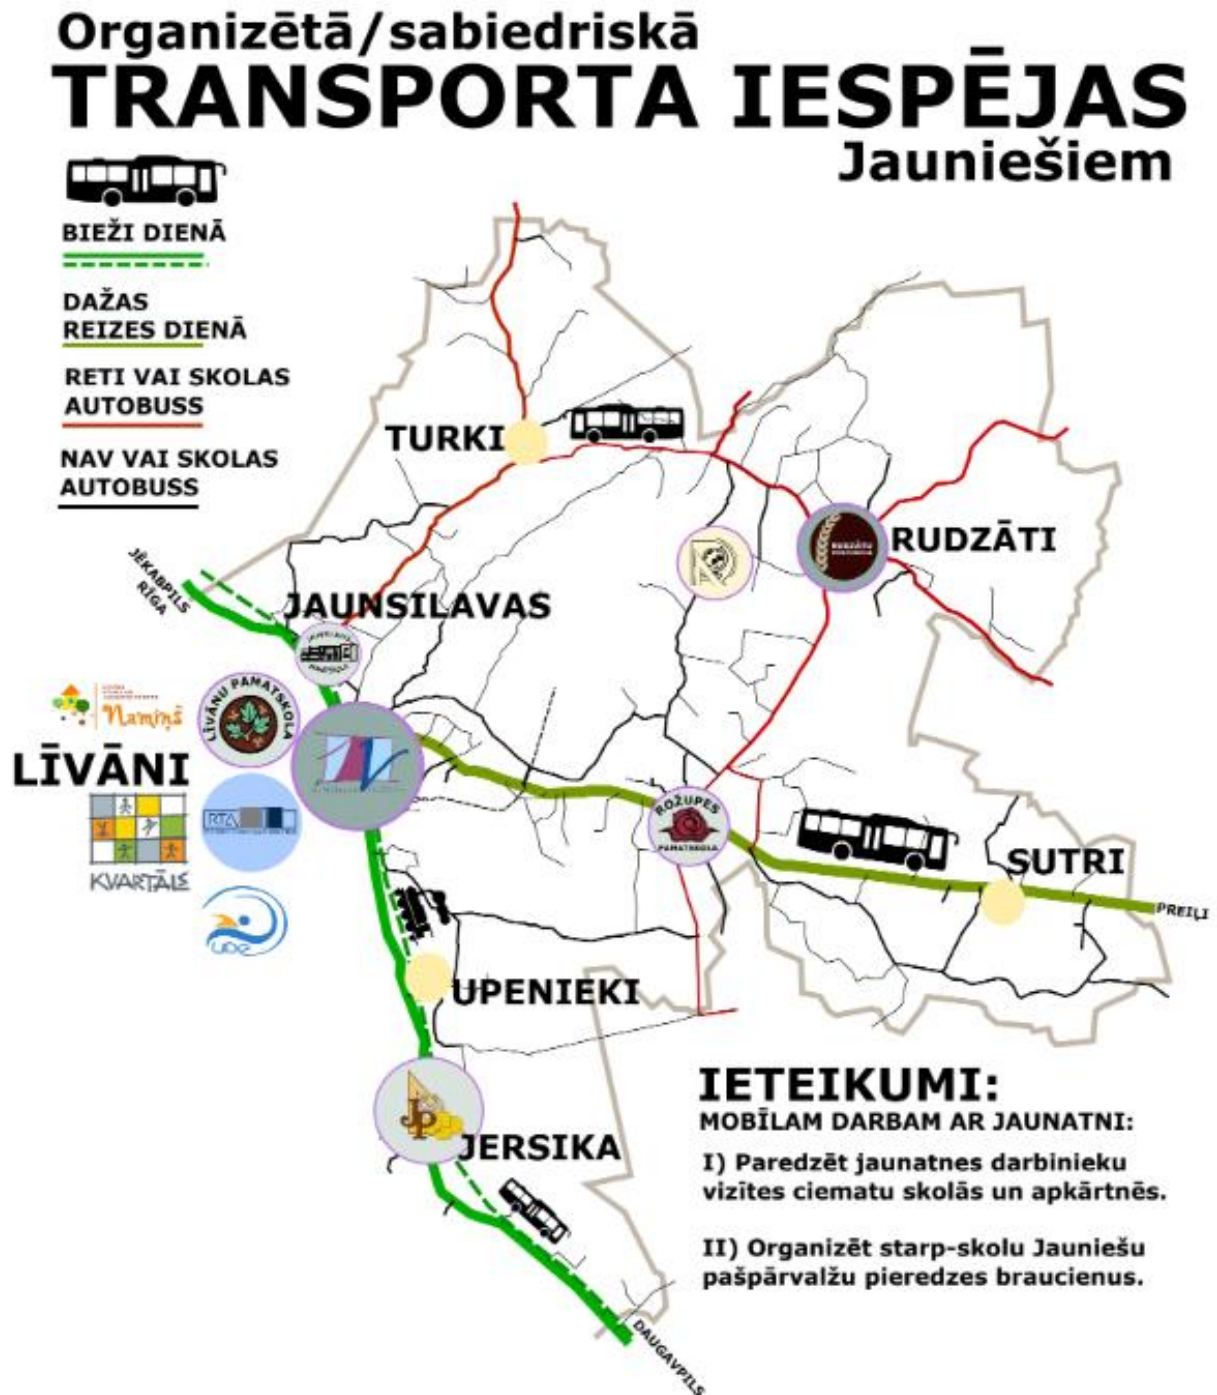 Organizētā/sabiedriskā
TRANSPORTA IESPĒJAS
Jauniešiem
BIEŽI DIENĀ
DAŽAS
REIZES DIENĀ
RETI VAI SKOLAS
AUTOBUSS
NAV VAI SKOLAS
AUTOBUSS
TURKI
RUDZĀTI
JĒKABPILS
RĪGA
JAUNSILAVAS
Namiņš
LĪVĀNU PAMATSKOLA
LĪVĀNI
RTA
KVARTĀLS
ROŽUPES
PAMATSKOLA
SUTRI
PREIĻI
UPENIEKI
JP
JERSIKA
DAUGAVPILS
IETEIKUMI:
MOBĪLAM DARBAM AR JAUNATNI:
I) Paredzēt jaunatnes darbinieku
vizītes ciematu skolās un apkārtnēs.
II) Organizēt starp-skolu Jauniešu
pašpārvalžu pieredzes braucienus.